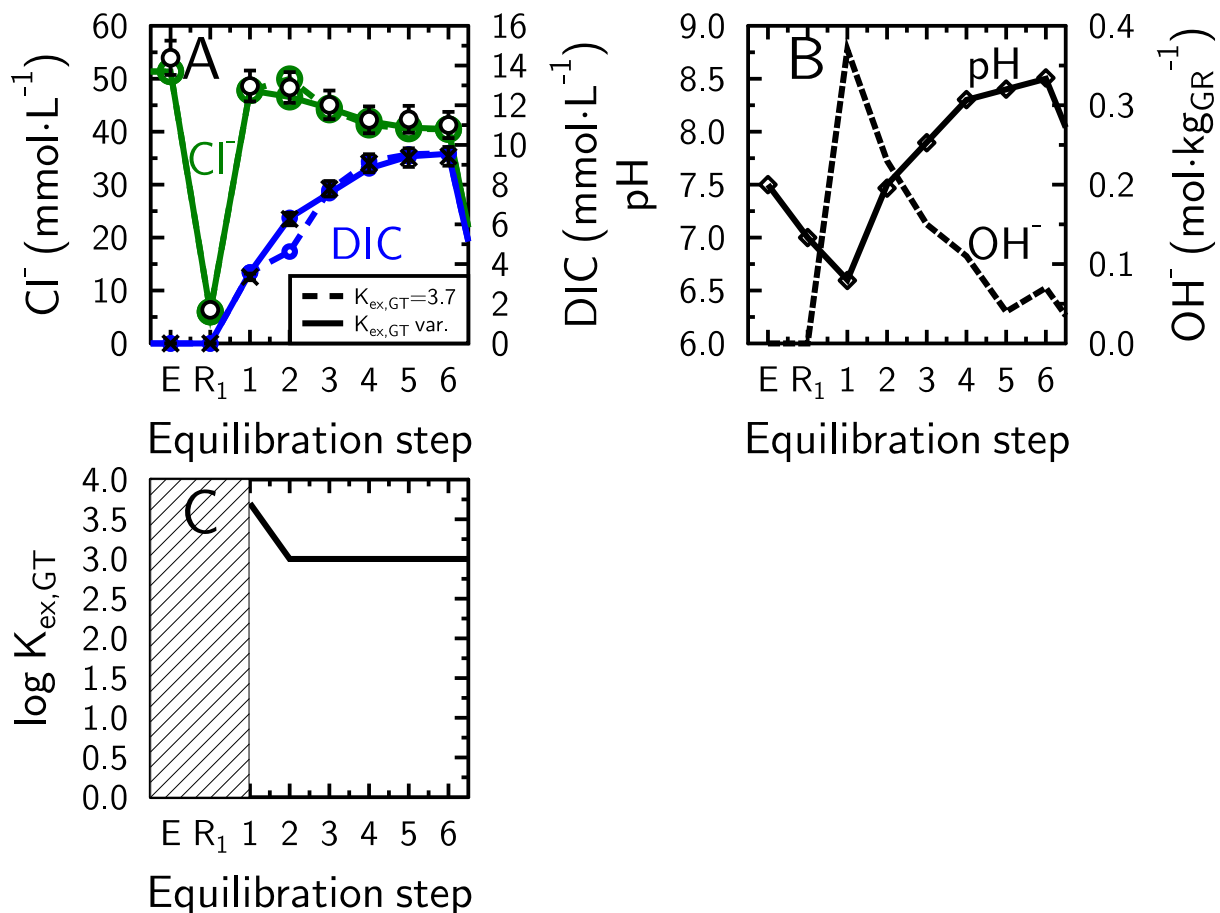 A
Cl⁻ (mmol·L⁻¹)
60
50
40
30
20
10
0
16
14
12
10
8
6
4
2
0
DIC (mmol·L⁻¹)
Cl⁻
DIC
K_ex,GT=3.7
K_ex,GT var.
E R₁ 1 2 3 4 5 6
Equilibration step
B
pH
9.0
8.5
8.0
7.5
7.0
6.5
6.0
0.4
0.3
0.2
0.1
0.0
OH⁻ (mol·kg_GR⁻¹)
pH
OH⁻
E R₁ 1 2 3 4 5 6
Equilibration step
C
log K_ex,GT
4.0
3.5
3.0
2.5
2.0
1.5
1.0
0.5
0.0
E R₁ 1 2 3 4 5 6
Equilibration step